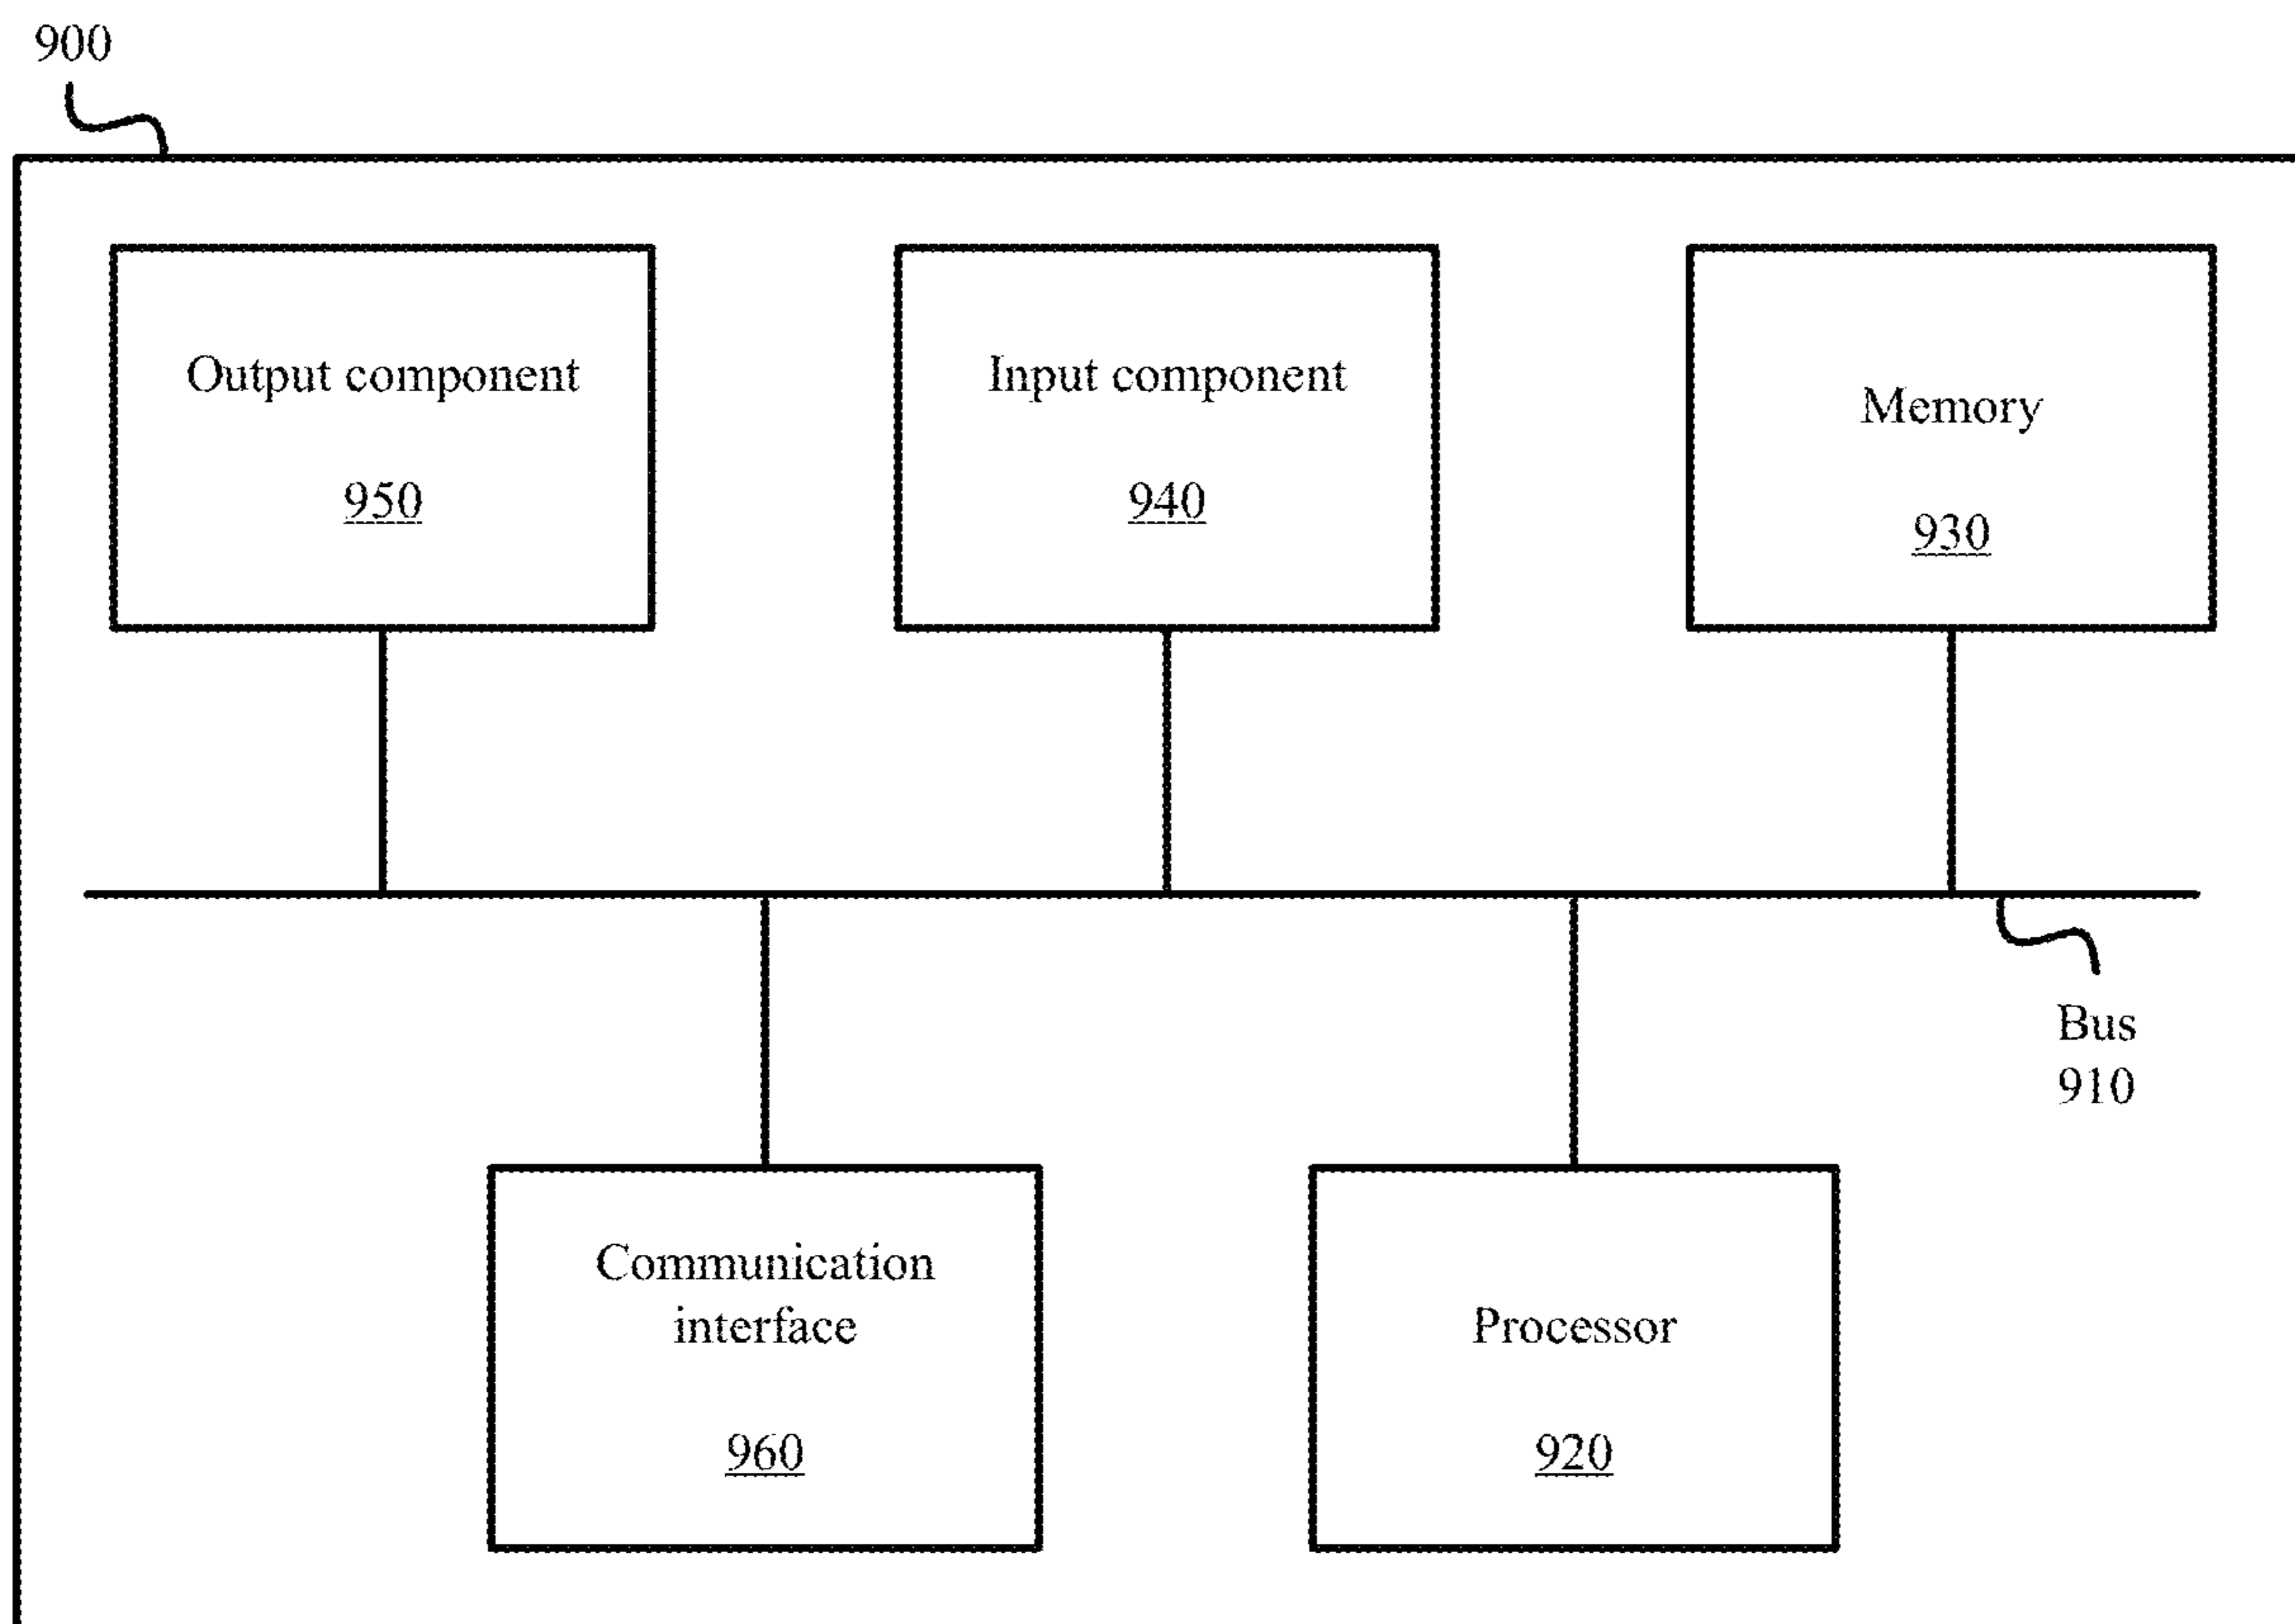 900
Output component
950
Input component
940
Memory
930
Bus
910
Communication
interface
960
Processor
920